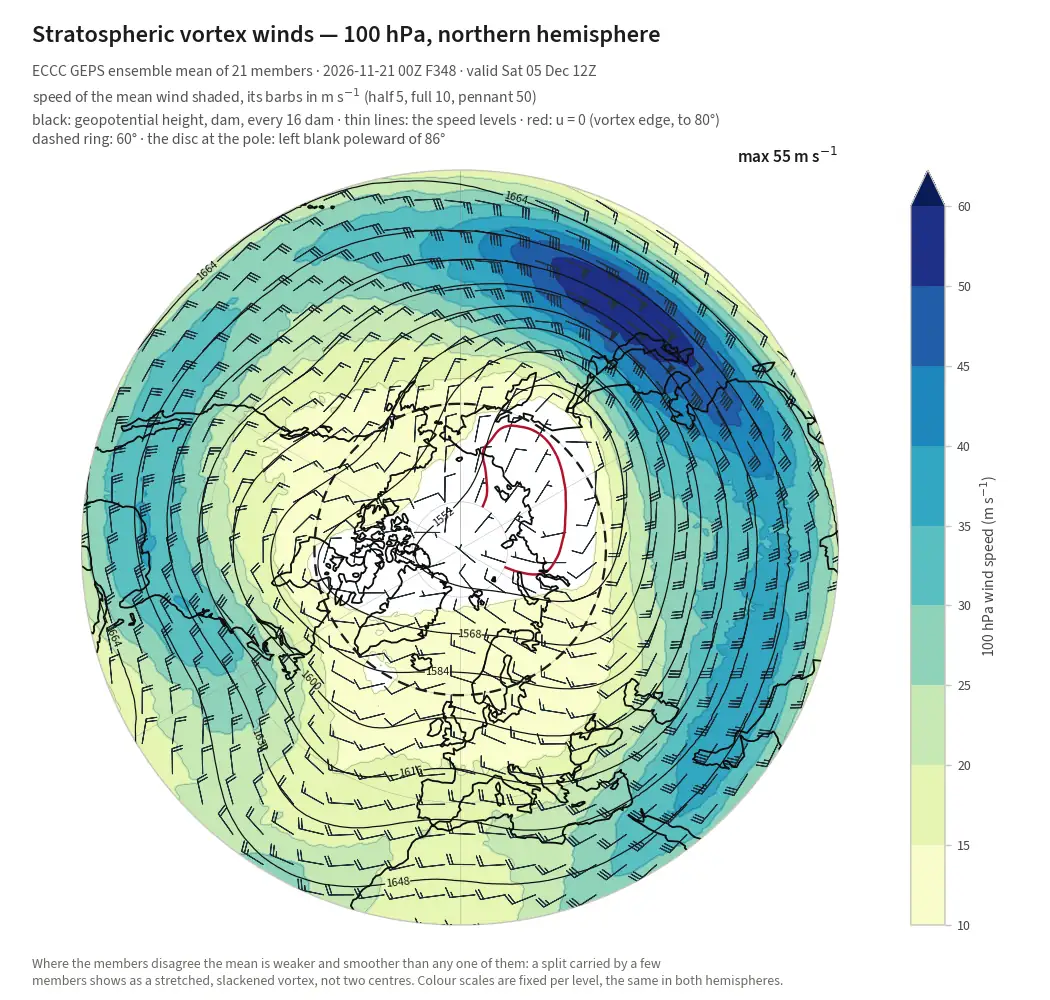 Stratospheric vortex winds — 100 hPa, northern hemisphere
ECCC GEPS ensemble mean of 21 members · 2026-11-21 00Z F348 · valid Sat 05 Dec 12Z
speed of the mean wind shaded, its barbs in m s⁻¹ (half 5, full 10, pennant 50)
black: geopotential height, dam, every 16 dam · thin lines: the speed levels · red: u = 0 (vortex edge, to 80°)
dashed ring: 60° · the disc at the pole: left blank poleward of 86°
max 55 m s⁻¹
1664
1664
1552
1664
1568
1584
1600
1648
60
50
45
40
35
30
25
20
15
10
100 hPa wind speed (m s⁻¹)
Where the members disagree the mean is weaker and smoother than any one of them: a split carried by a few
members shows as a stretched, slackened vortex, not two centres. Colour scales are fixed per level, the same in both hemispheres.